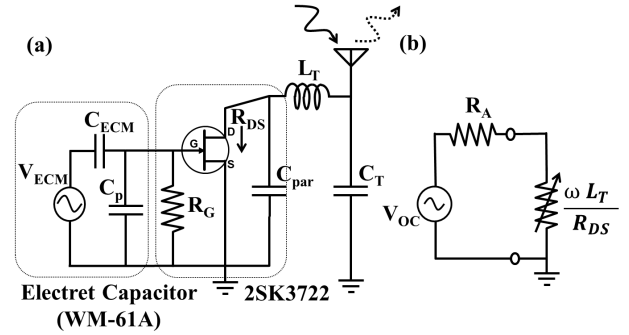 (a)
(b)
L_T
R_A
C_ECM
R_DS
D
G
S
V_ECM
C_p
R_G
C_par
C_T
V_OC
ω L_T
R_DS
Electret Capacitor
(WM-61A)
2SK3722